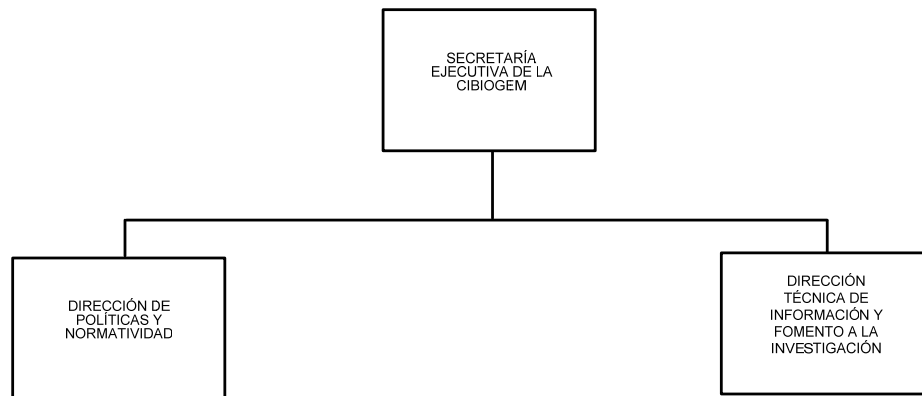 SECRETARÍA
EJECUTIVA DE LA
CIBIOGEM
DIRECCIÓN DE
POLÍTICAS Y
NORMATIVIDAD
DIRECCIÓN
TÉCNICA DE
INFORMACIÓN Y
FOMENTO A LA
INVESTIGACIÓN